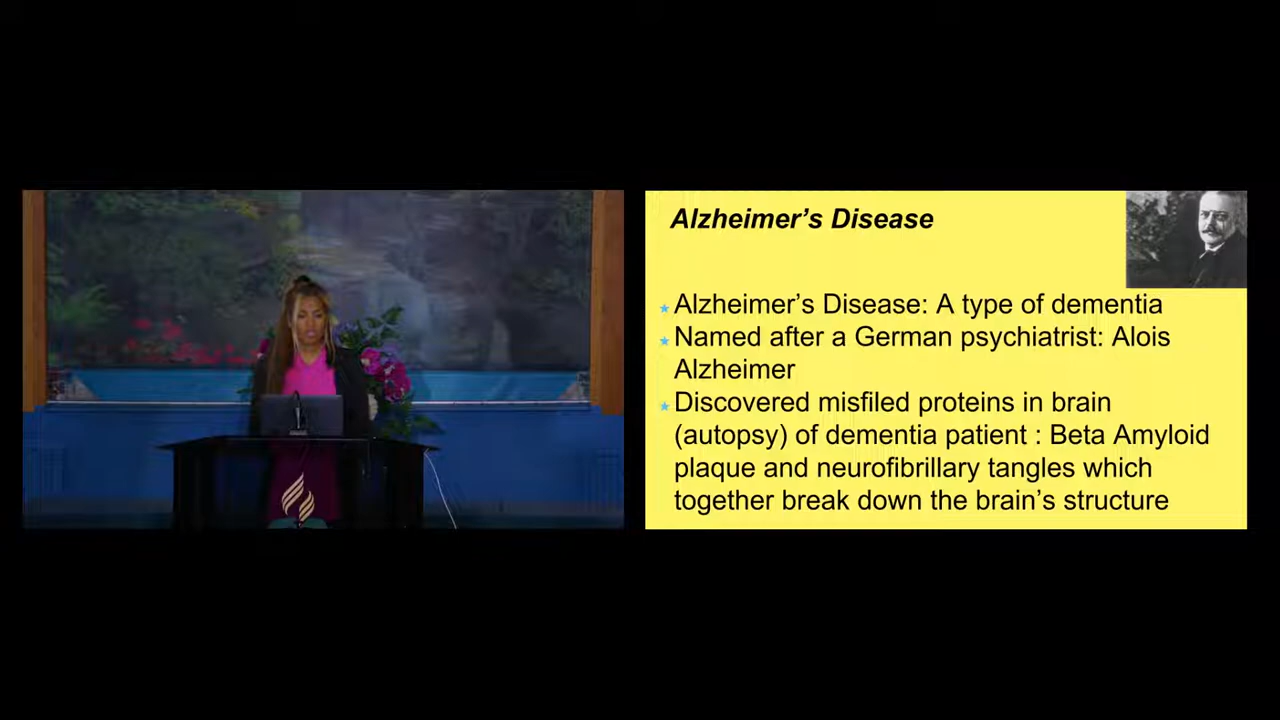 Alzheimer’s Disease
Alzheimer’s Disease: A type of dementia
Named after a German psychiatrist: Alois
Alzheimer
Discovered misfiled proteins in brain
(autopsy) of dementia patient : Beta Amyloid
plaque and neurofibrillary tangles which
together break down the brain’s structure